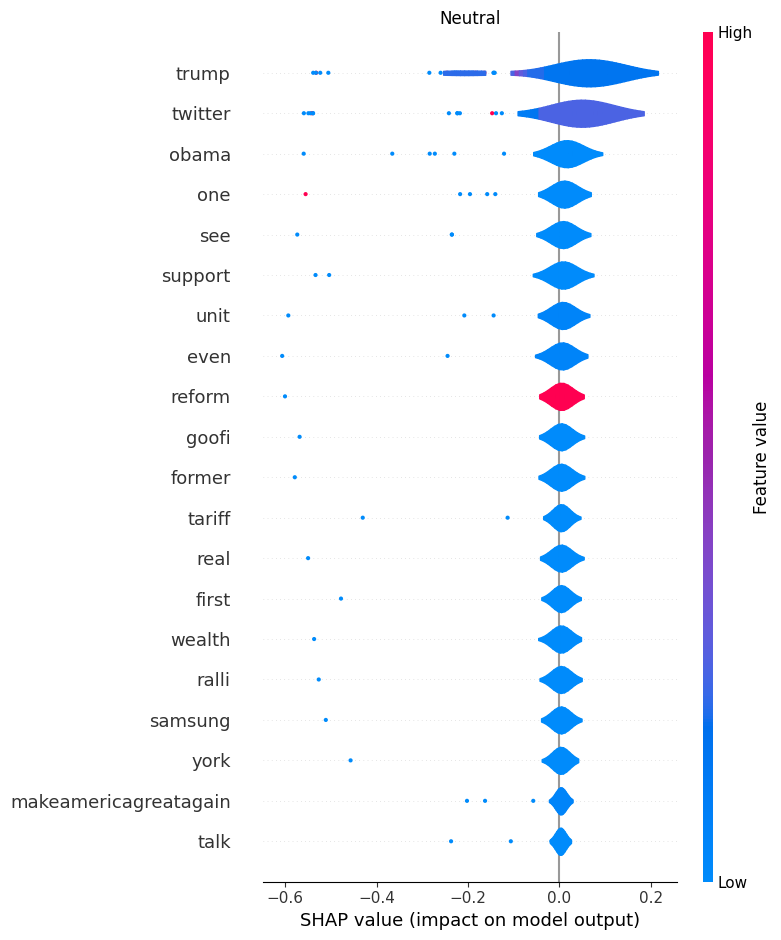 Neutral
High
trump
twitter
obama
one
see
support
unit
even
reform
goofi
former
tariff
real
first
wealth
ralli
samsung
york
makeamericagreatagain
talk
Feature value
Low
−0.6 −0.4 −0.2 0.0 0.2
SHAP value (impact on model output)